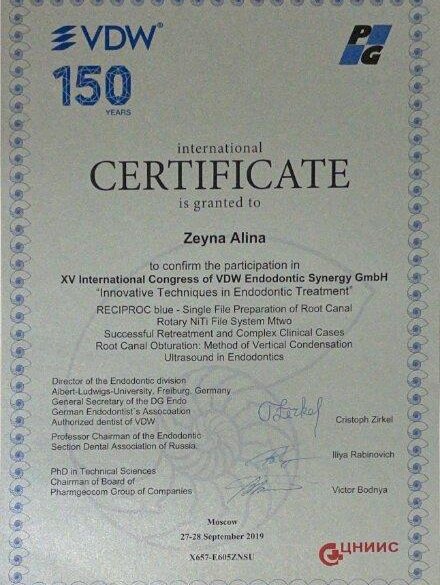 VDW®
150
YEARS
PG
international
CERTIFICATE
is granted to
Zeyna Alina
to confirm the participation in
XV International Congress of VDW Endodontic Synergy GmbH
"Innovative Techniques in Endodontic Treatment"
RECIPROC blue - Single File Preparation of Root Canal
Rotary NiTi File System Mtwo
Successful Retreatment and Complex Clinical Cases
Root Canal Obturation: Method of Vertical Condensation
Ultrasound in Endodontics
Director of the Endodontic division
Albert-Ludwigs-University, Freiburg, Germany
General Secretary of the DG Endo
German Endodontist's Assocoation
Authorized dentist of VDW
Cristoph Zirkel
Professor Chairman of the Endodontic
Section Dental Association of Russia,
Iliya Rabinovich
PhD in Technical Sciences
Chairman of Board of
Pharmgeocom Group of Companies
Victor Bodnya
Moscow
27-28 September 2019
X657-E605ZNSU
ЦНИИС